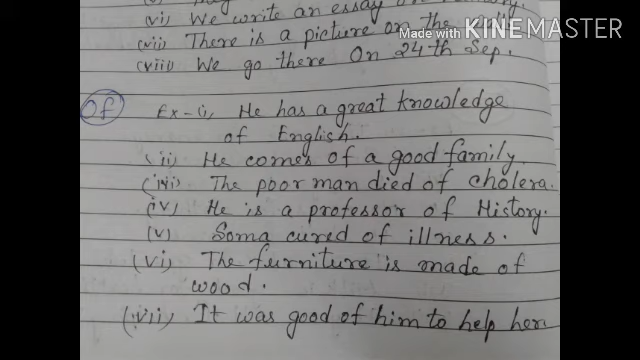 (vi) We write an essay on
(vii) There is a picture on the wall.
Made with KINEMASTER
(viii) We go there On 24th Sep.
Of Ex-(i) He has a great knowledge
of English.
(ii) He comes of a good family.
(iii) The poor man died of cholera.
(iv) He is a professor of History.
(v) Soma cured of illness.
(vi) The furniture is made of
wood.
(vii) It was good of him to help her.